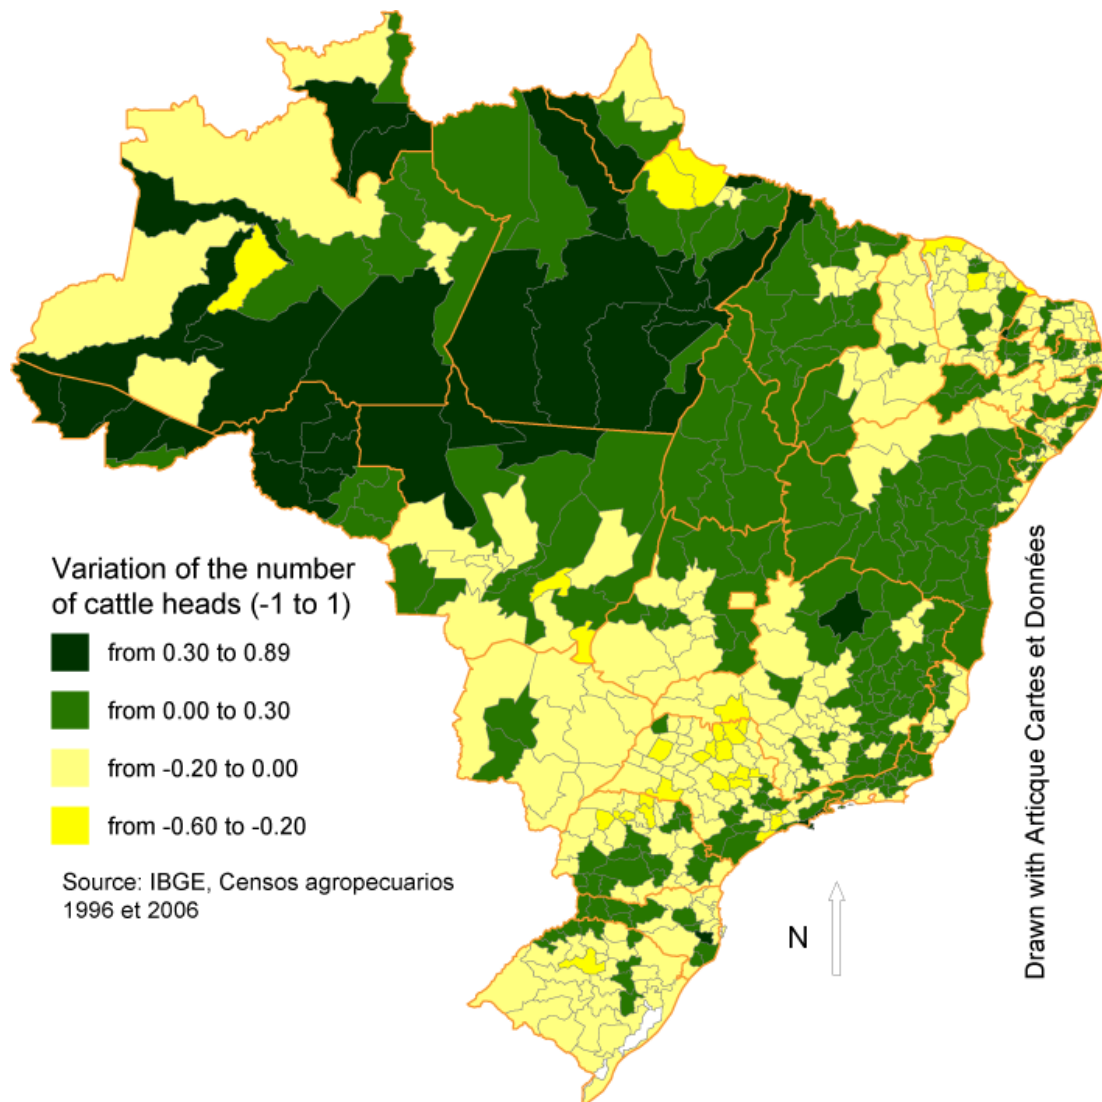 Variation of the number
of cattle heads (-1 to 1)
from 0.30 to 0.89
from 0.00 to 0.30
from -0.20 to 0.00
from -0.60 to -0.20
Source: IBGE, Censos agropecuarios
1996 et 2006
N
Drawn with Articque Cartes et Données